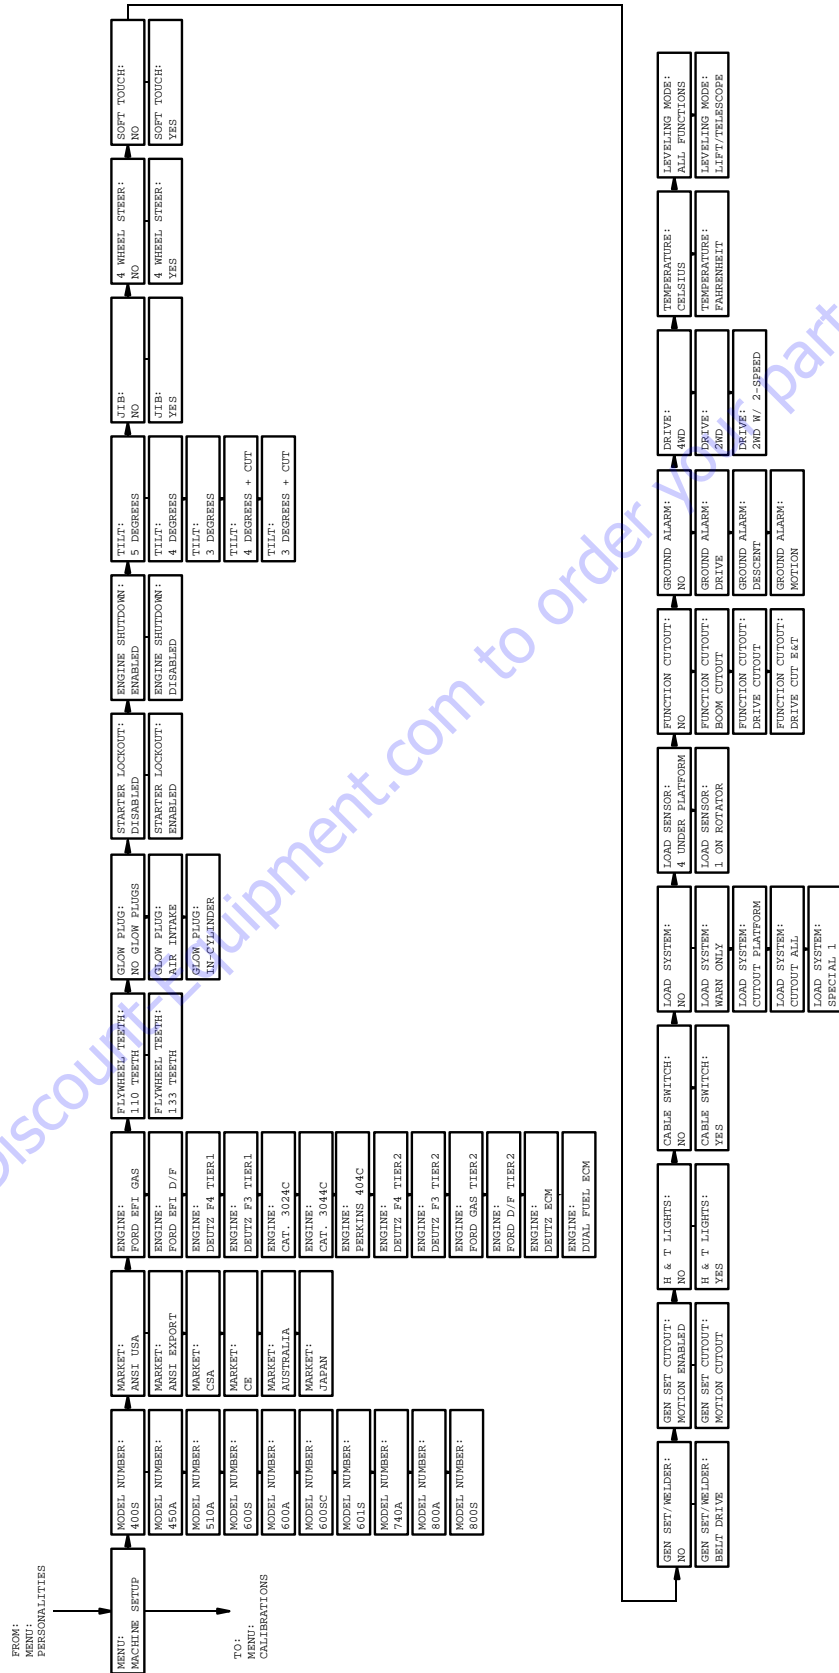 FROM:
MENU:
PERSONALITIES
MENU:
MACHINE SETUP
TO:
MENU:
CALIBRATIONS
MODEL NUMBER:
400S
MODEL NUMBER:
450A
MODEL NUMBER:
510A
MODEL NUMBER:
600S
MODEL NUMBER:
600A
MODEL NUMBER:
600SC
MODEL NUMBER:
601S
MODEL NUMBER:
740A
MODEL NUMBER:
800A
MODEL NUMBER:
800S
MARKET:
ANSI USA
MARKET:
ANSI EXPORT
MARKET:
CSA
MARKET:
CE
MARKET:
AUSTRALIA
MARKET:
JAPAN
ENGINE:
FORD EFI GAS
ENGINE:
FORD EFI D/F
ENGINE:
DEUTZ F4 TIER1
ENGINE:
DEUTZ F3 TIER1
ENGINE:
CAT. 3024C
ENGINE:
CAT. 3044C
ENGINE:
PERKINS 404C
ENGINE:
DEUTZ F4 TIER2
ENGINE:
DEUTZ F3 TIER2
ENGINE:
FORD GAS TIER2
ENGINE:
FORD D/F TIER2
ENGINE:
DEUTZ ECM
ENGINE:
DUAL FUEL ECM
FLYWHEEL TEETH:
110 TEETH
FLYWHEEL TEETH:
133 TEETH
GLOW PLUG:
NO GLOW PLUGS
GLOW PLUG:
AIR INTAKE
GLOW PLUG:
IN-CYLINDER
STARTER LOCKOUT:
DISABLED
STARTER LOCKOUT:
ENABLED
ENGINE SHUTDOWN:
ENABLED
ENGINE SHUTDOWN:
DISABLED
TILT:
5 DEGREES
TILT:
4 DEGREES
TILT:
3 DEGREES
TILT:
4 DEGREES + CUT
TILT:
3 DEGREES + CUT
JIB:
NO
JIB:
YES
4 WHEEL STEER:
NO
4 WHEEL STEER:
YES
SOFT TOUCH:
NO
SOFT TOUCH:
YES
GEN SET/WELDER:
NO
GEN SET/WELDER:
BELT DRIVE
GEN SET CUTOUT:
MOTION ENABLED
GEN SET CUTOUT:
MOTION CUTOUT
H & T LIGHTS:
NO
H & T LIGHTS:
YES
CABLE SWITCH:
NO
CABLE SWITCH:
YES
LOAD SYSTEM:
NO
LOAD SYSTEM:
WARN ONLY
LOAD SYSTEM:
CUTOUT PLATFORM
LOAD SYSTEM:
CUTOUT ALL
LOAD SYSTEM:
SPECIAL 1
LOAD SENSOR:
4 UNDER PLATFORM
LOAD SENSOR:
1 ON ROTATOR
FUNCTION CUTOUT:
NO
FUNCTION CUTOUT:
BOOM CUTOUT
FUNCTION CUTOUT:
DRIVE CUTOUT
FUNCTION CUTOUT:
DRIVE CUT E&T
GROUND ALARM:
NO
GROUND ALARM:
DRIVE
GROUND ALARM:
DESCENT
GROUND ALARM:
MOTION
DRIVE:
4WD
DRIVE:
2WD
DRIVE:
2WD W/ 2-SPEED
TEMPERATURE:
CELSIUS
TEMPERATURE:
FAHRENHEIT
LEVELING MODE:
ALL FUNCTIONS
LEVELING MODE:
LIFT/TELESCOPE
Discount-Equipment.com to order your part